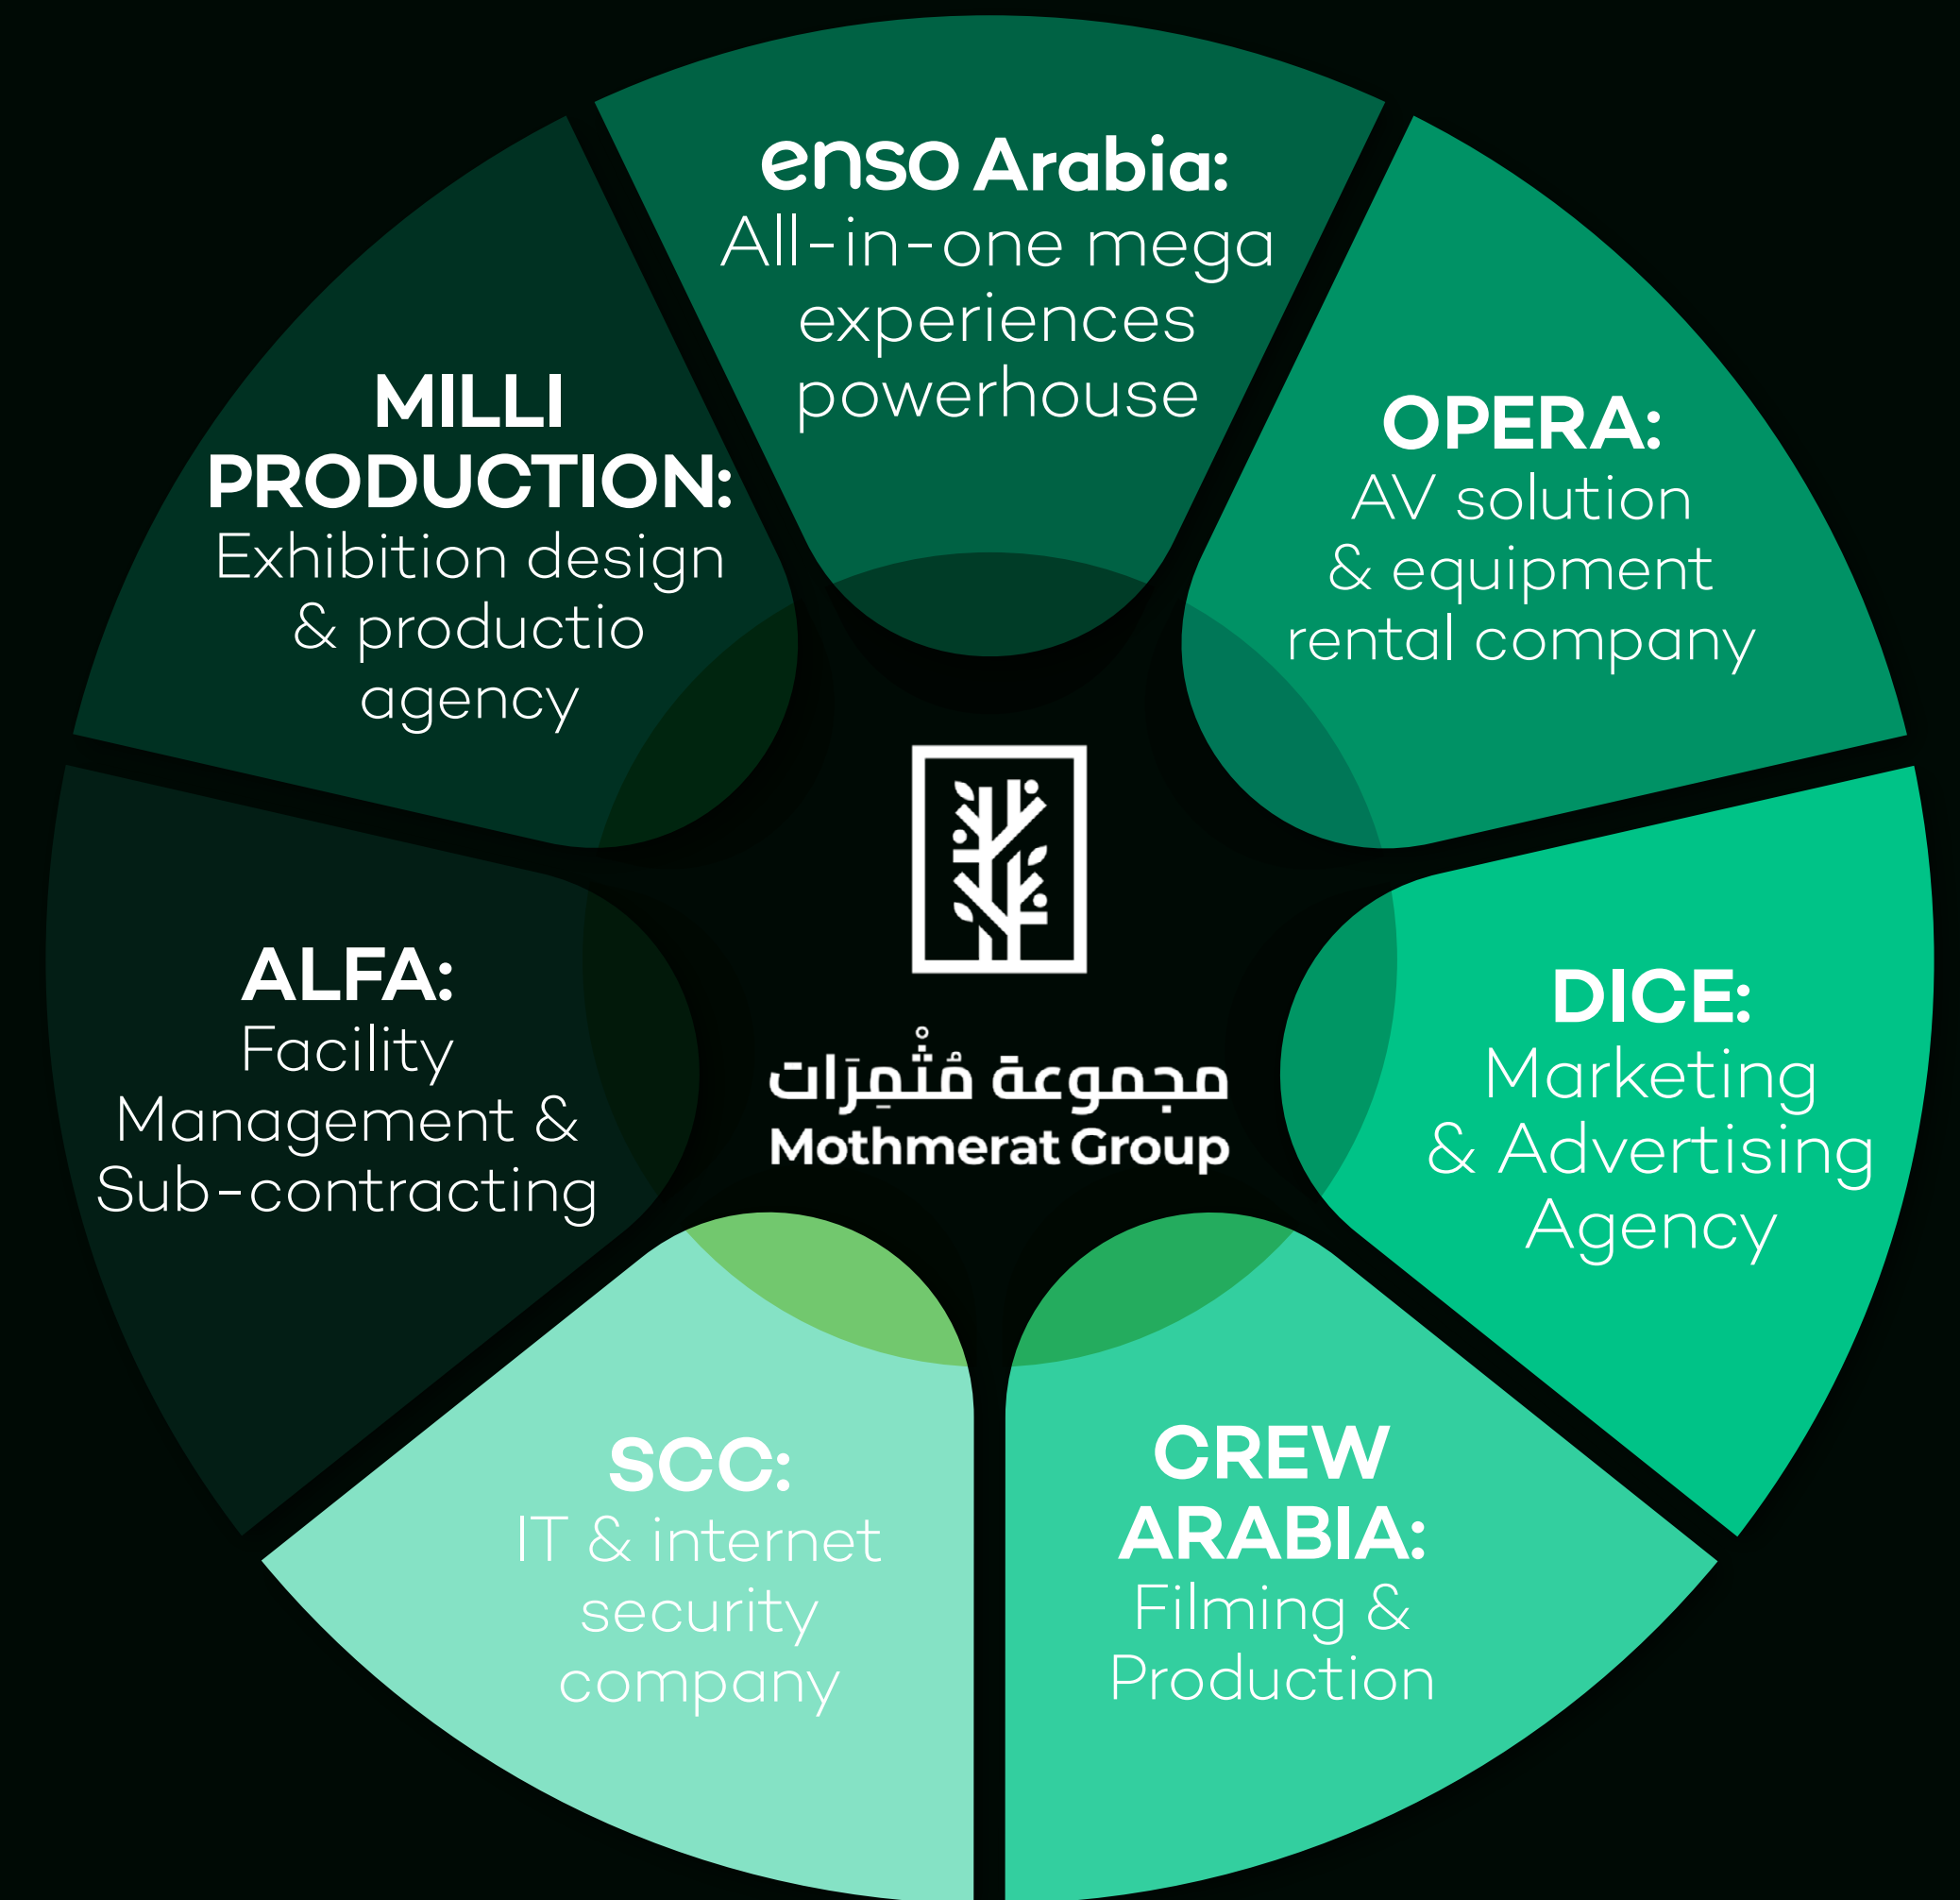 enso Arabia:
All-in-one mega
experiences
powerhouse
OPERA:
AV solution
& equipment
rental company
DICE:
Marketing
& Advertising
Agency
CREW
ARABIA:
Filming &
Production
SCC:
IT & internet
security
company
ALFA:
Facility
Management &
Sub-contracting
MILLI
PRODUCTION:
Exhibition design
& productio
agency
مجموعة مُثْمِرَات
Mothmerat Group